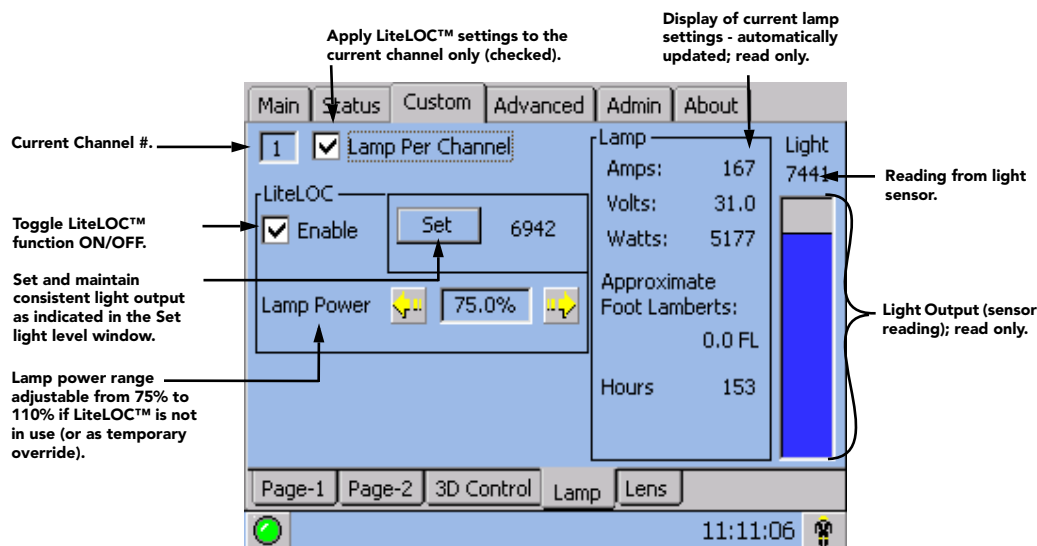 Display of current lamp
settings - automatically
updated; read only.
Apply LiteLOC™ settings to the
current channel only (checked).
Main Status Custom Advanced Admin About
Current Channel #.
1 Lamp Per Channel
Lamp
Amps: 167
Volts: 31.0
Watts: 5177
Approximate
Foot Lamberts:
0.0 FL
Hours 153
Light
7441
Reading from light
sensor.
LiteLOC
Enable Set 6942
Toggle LiteLOC™
function ON/OFF.
Set and maintain
consistent light output
as indicated in the Set
light level window.
Lamp Power 75.0%
Light Output (sensor
reading); read only.
Lamp power range
adjustable from 75% to
110% if LiteLOC™ is not
in use (or as temporary
override).
Page-1 Page-2 3D Control Lamp Lens
11:11:06